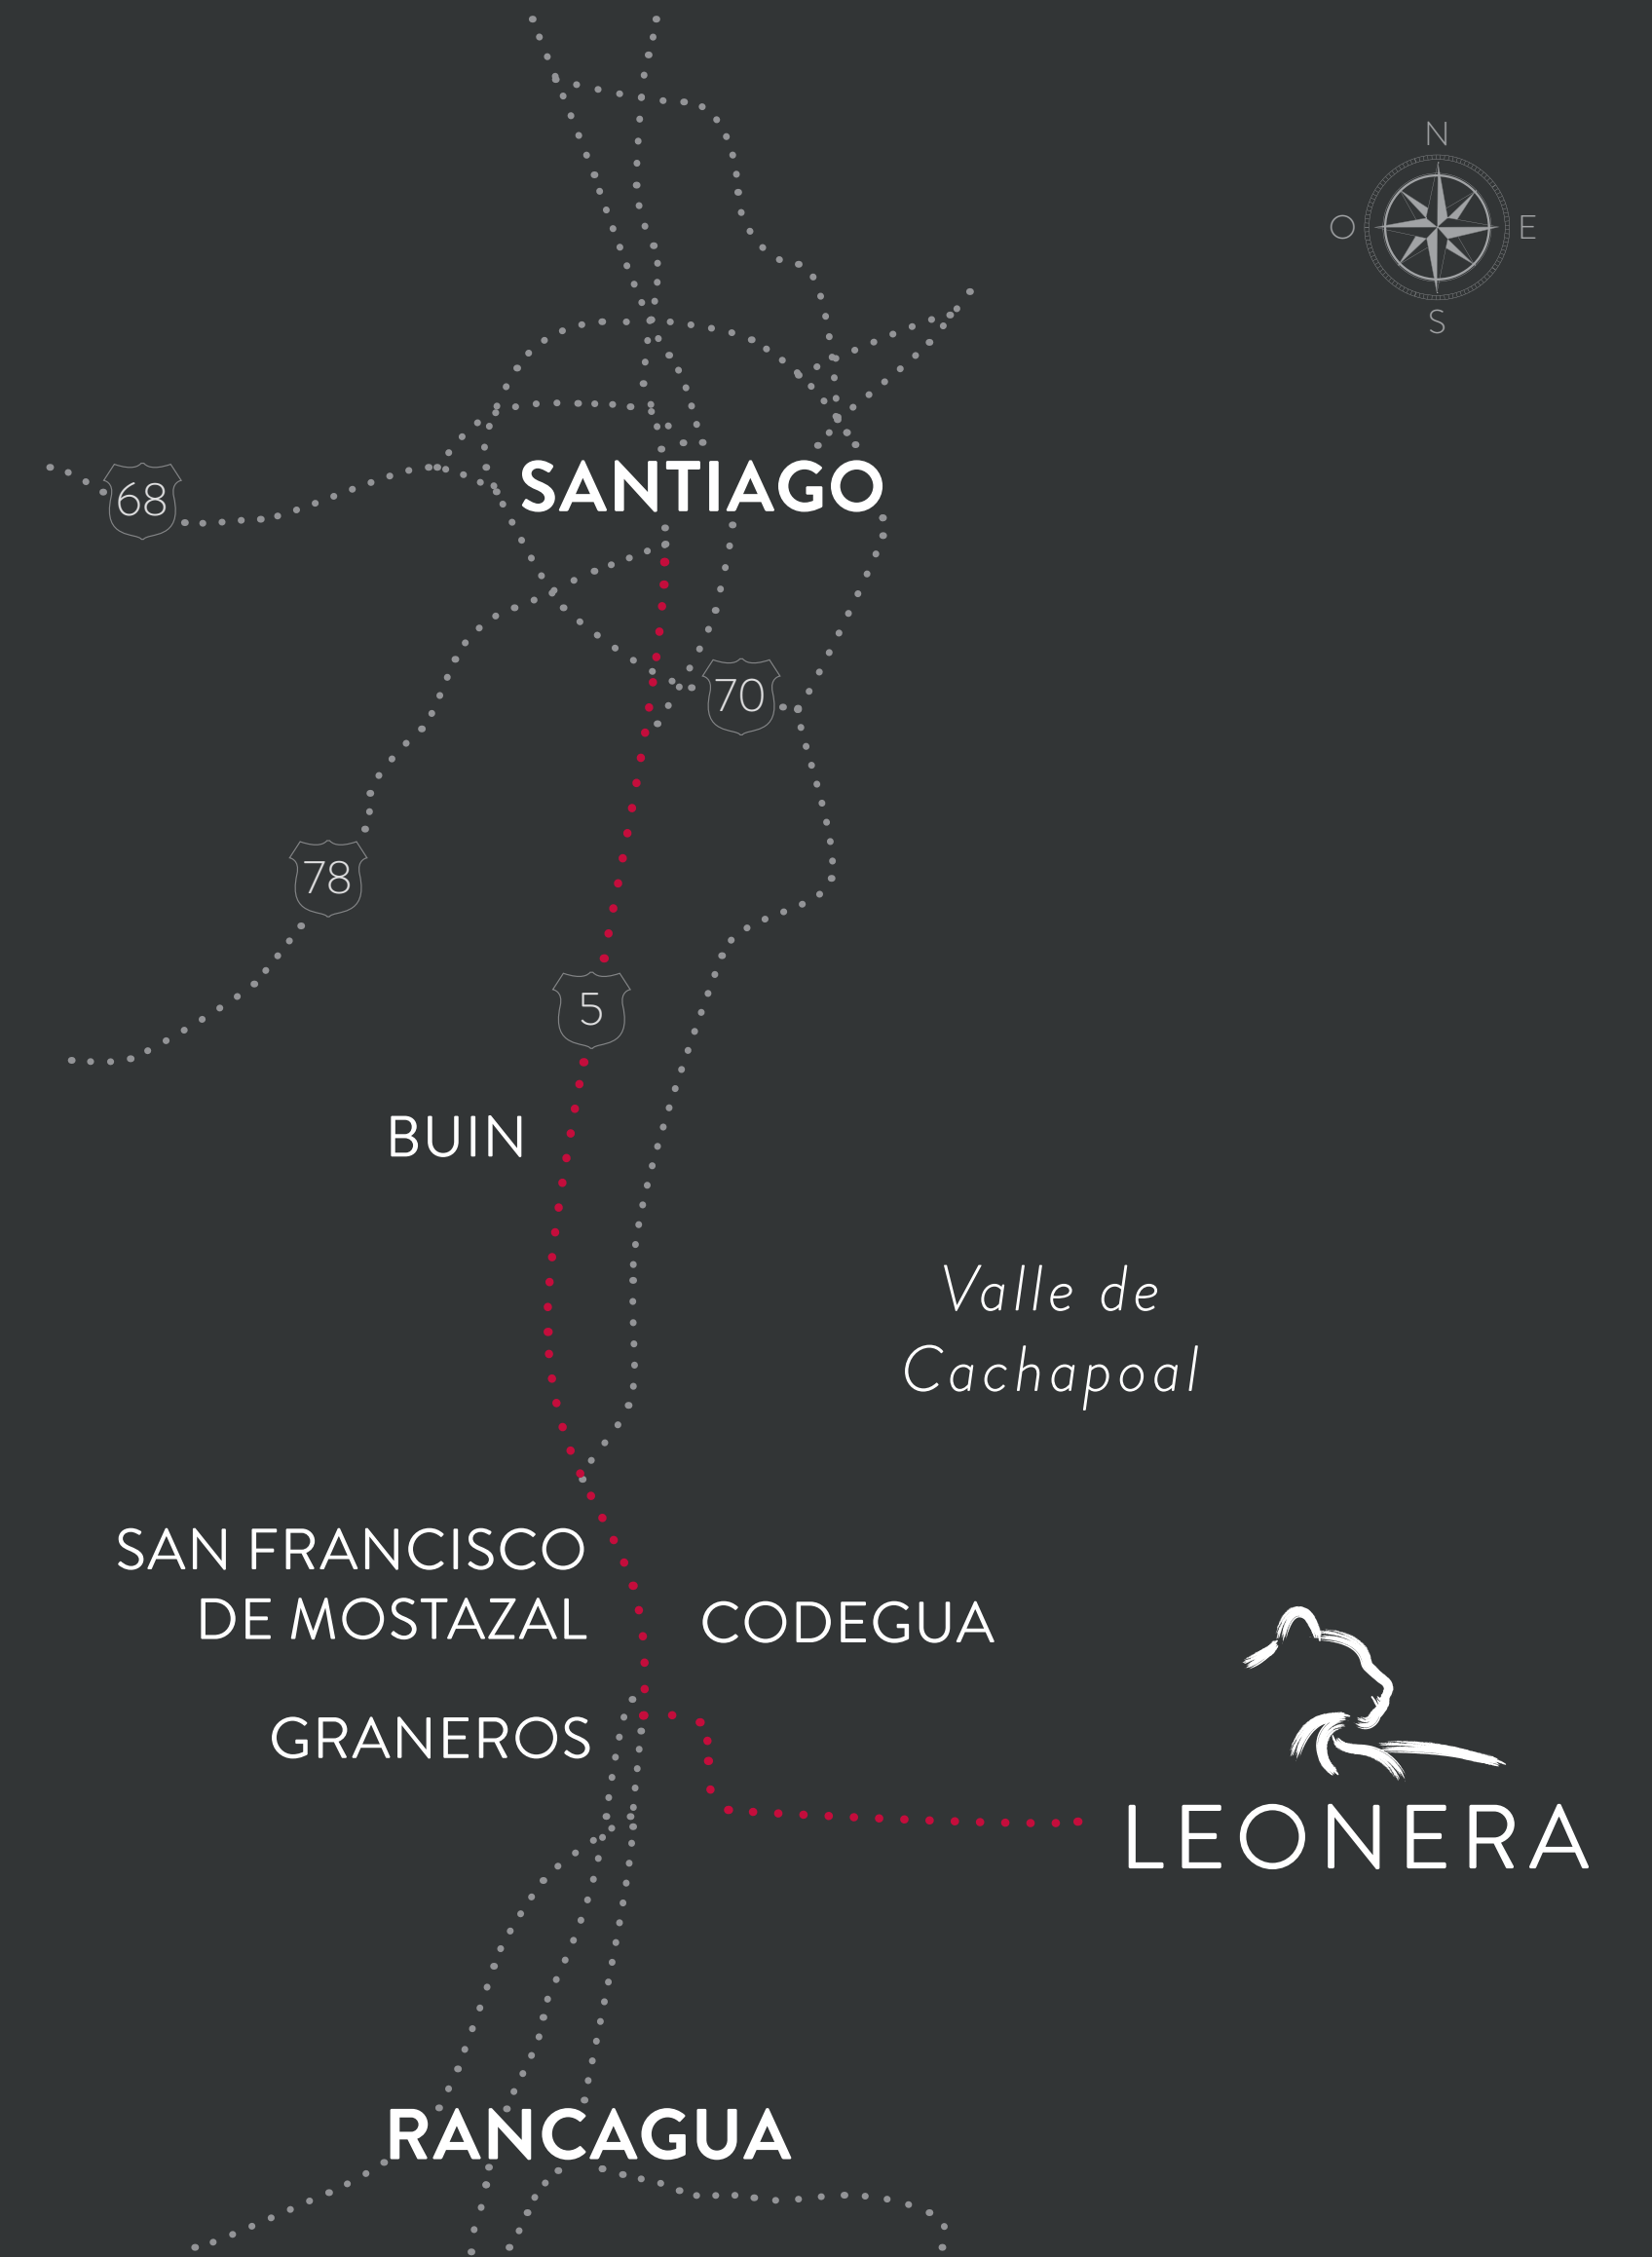 N
O
E
S
SANTIAGO
68
70
78
5
BUIN
Valle de
Cachapoal
SAN FRANCISCO
DE MOSTAZAL
CODEGUA
GRANEROS
LEONERA
RANCAGUA